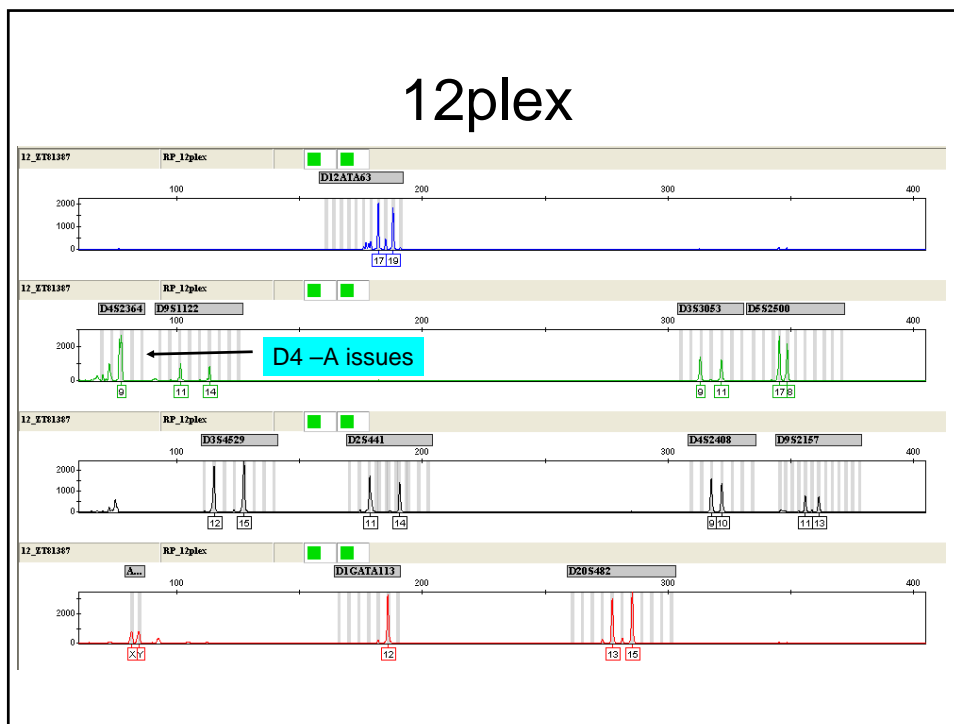 12plex
12_ZT81387 RP_12plex
D12ATA63
100 200 300 400
2000
1000
0
17 19
12_ZT81387 RP_12plex
D4S2364 D9S1122 D3S3053 D5S2500
100 200 300 400
2000
0
D4 –A issues
9 11 14 9 11 17 8
12_ZT81387 RP_12plex
D3S4529 D2S441 D4S2408 D9S2157
100 200 300 400
2000
1000
0
12 15 11 14 9 10 11 13
12_ZT81387 RP_12plex
A... D1GATA113 D20S482
100 200 300 400
2000
0
X Y 12 13 15